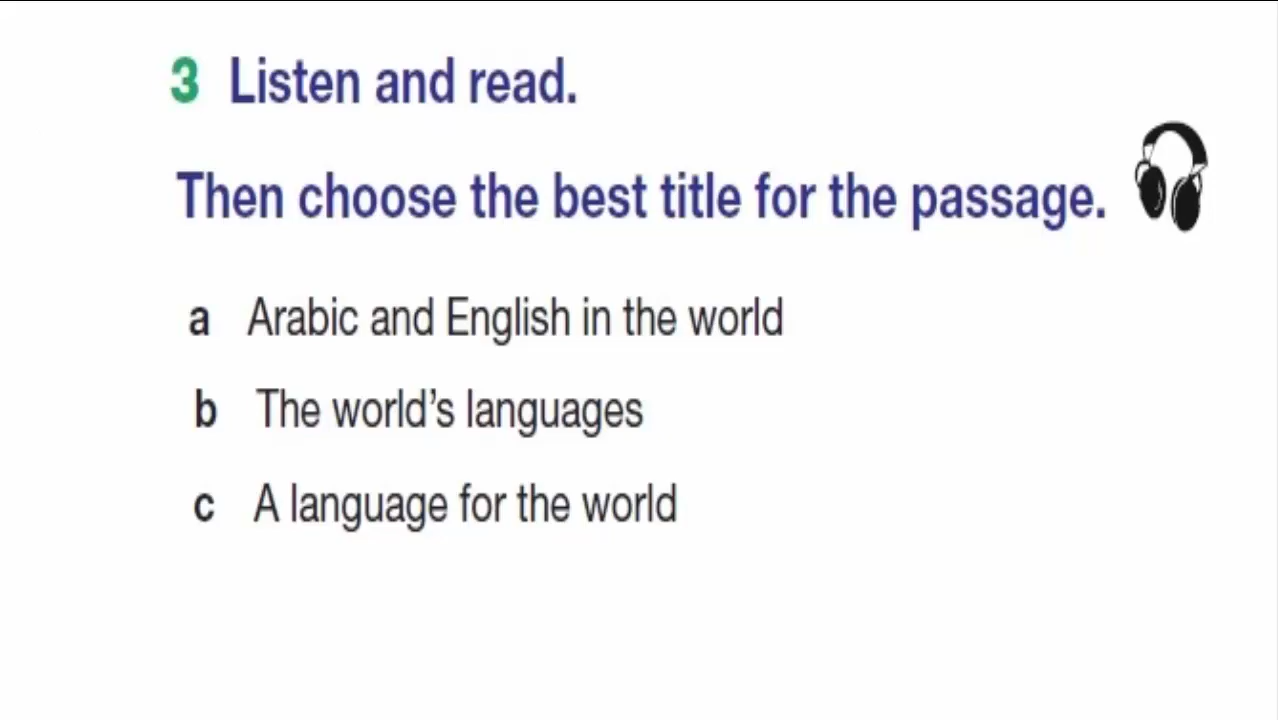 3 Listen and read.
Then choose the best title for the passage.
a Arabic and English in the world
b The world’s languages
c A language for the world